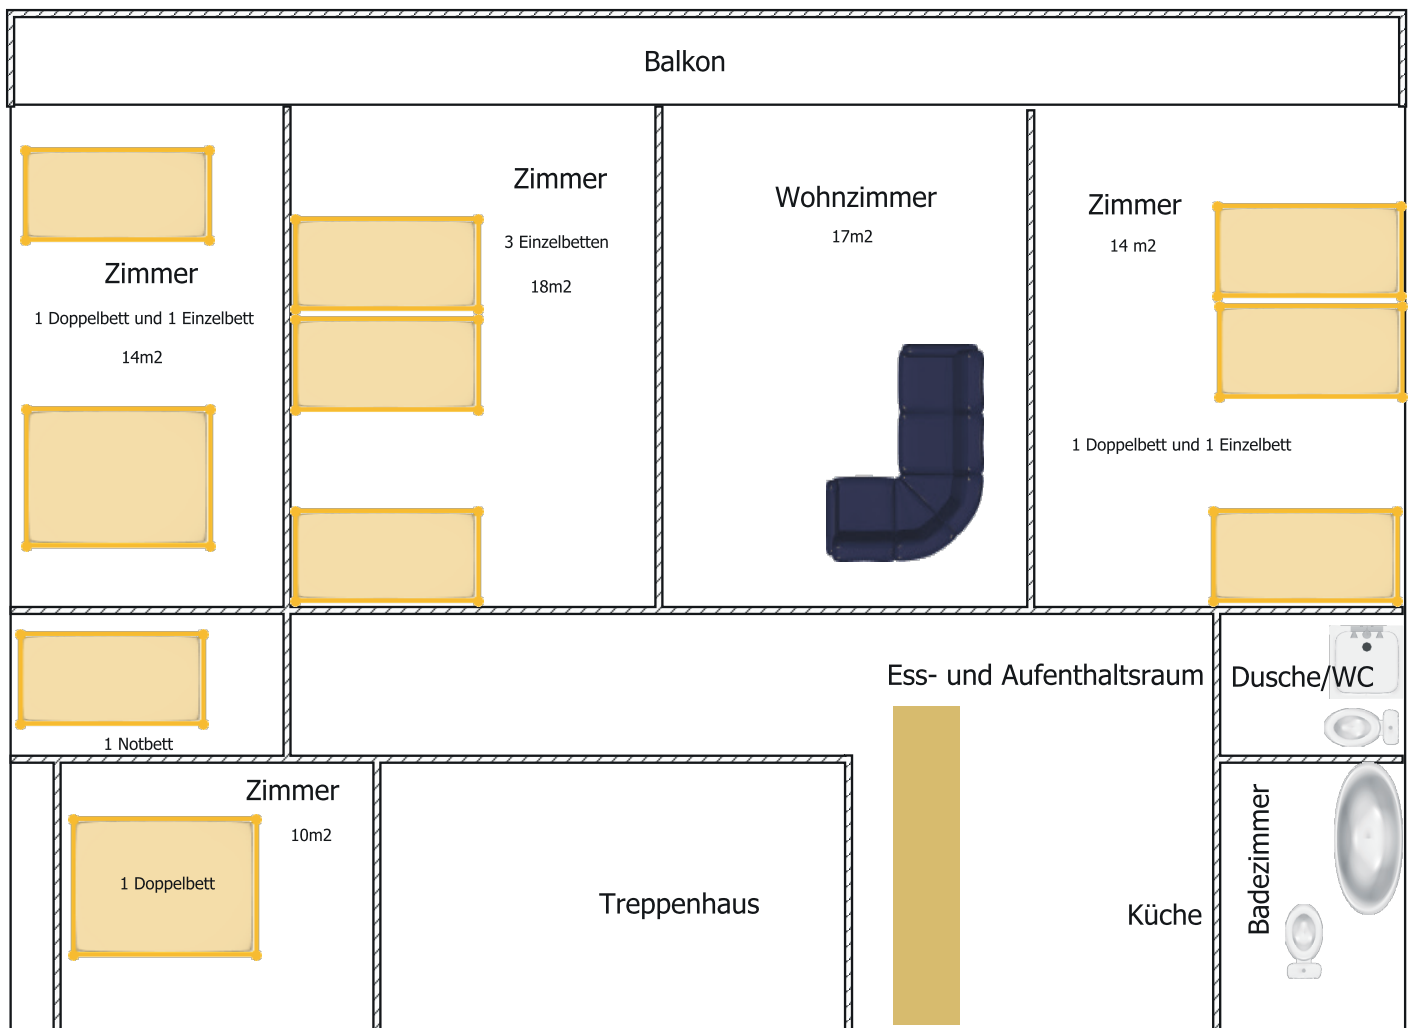 Balkon
Zimmer
1 Doppelbett und 1 Einzelbett
14m2
Zimmer
3 Einzelbetten
18m2
Wohnzimmer
17m2
Zimmer
14 m2
1 Doppelbett und 1 Einzelbett
1 Notbett
Ess- und Aufenthaltsraum
Dusche/WC
Zimmer
10m2
1 Doppelbett
Treppenhaus
Küche
Badezimmer